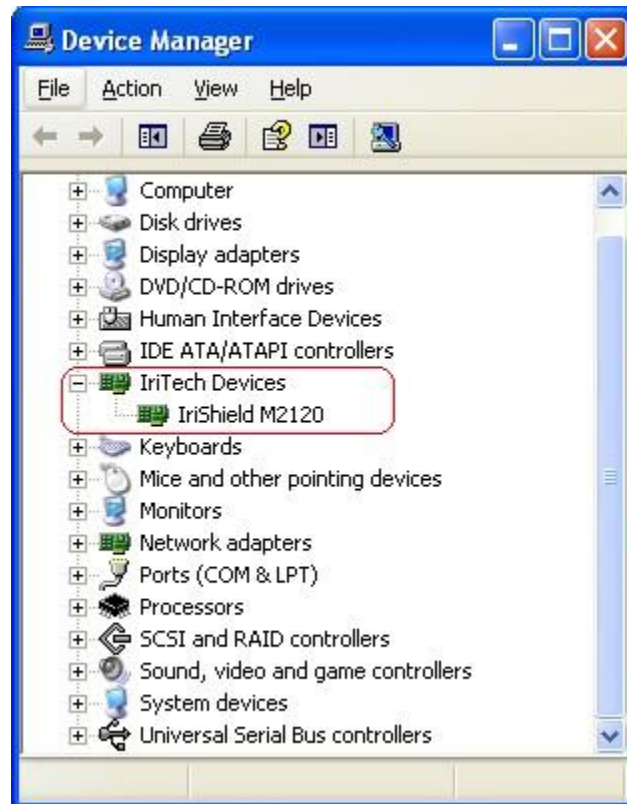 Device Manager
File Action View Help
Computer
Disk drives
Display adapters
DVD/CD-ROM drives
Human Interface Devices
IDE ATA/ATAPI controllers
IriTech Devices
IriShield M2120
Keyboards
Mice and other pointing devices
Monitors
Network adapters
Ports (COM & LPT)
Processors
SCSI and RAID controllers
Sound, video and game controllers
System devices
Universal Serial Bus controllers